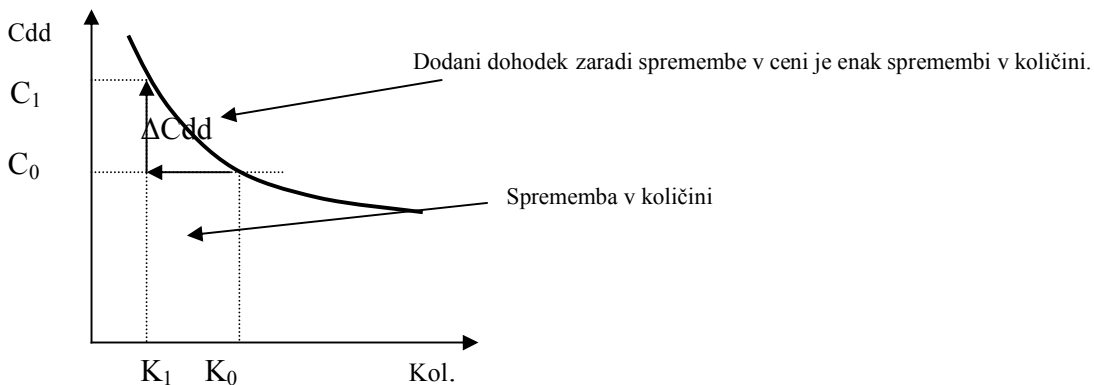 Cdd
Dodani dohodek zaradi spremembe v ceni je enak spremembi v količini.
C₁
ΔCdd
C₀
Sprememba v količini
K₁ K₀ Kol.